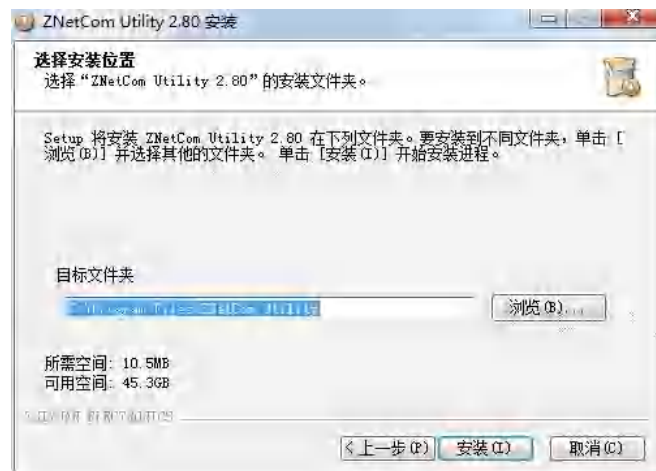 ZNetCom Utility 2.80 安装
选择安装位置
选择“ZNetCom Utility 2.80”的安装文件夹。
Setup 将安装 ZNetCom Utility 2.80 在下列文件夹。要安装到不同文件夹，单击 [
浏览(B)] 并选择其他的文件夹。 单击 [安装(I)] 开始安装进程。
目标文件夹
Program Files\ZNetCom Utility
浏览(B)...
所需空间: 10.5MB
可用空间: 45.3GB
<上一步(P)
安装(I)
取消(C)